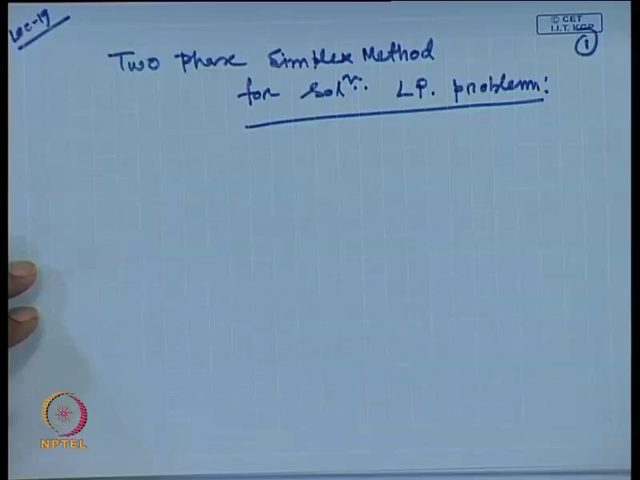 Lec-19
© CET
I.I.T. KGP
1
Two Phase Simplex Method
for Solⁿ. L.P. problem:
NPTEL